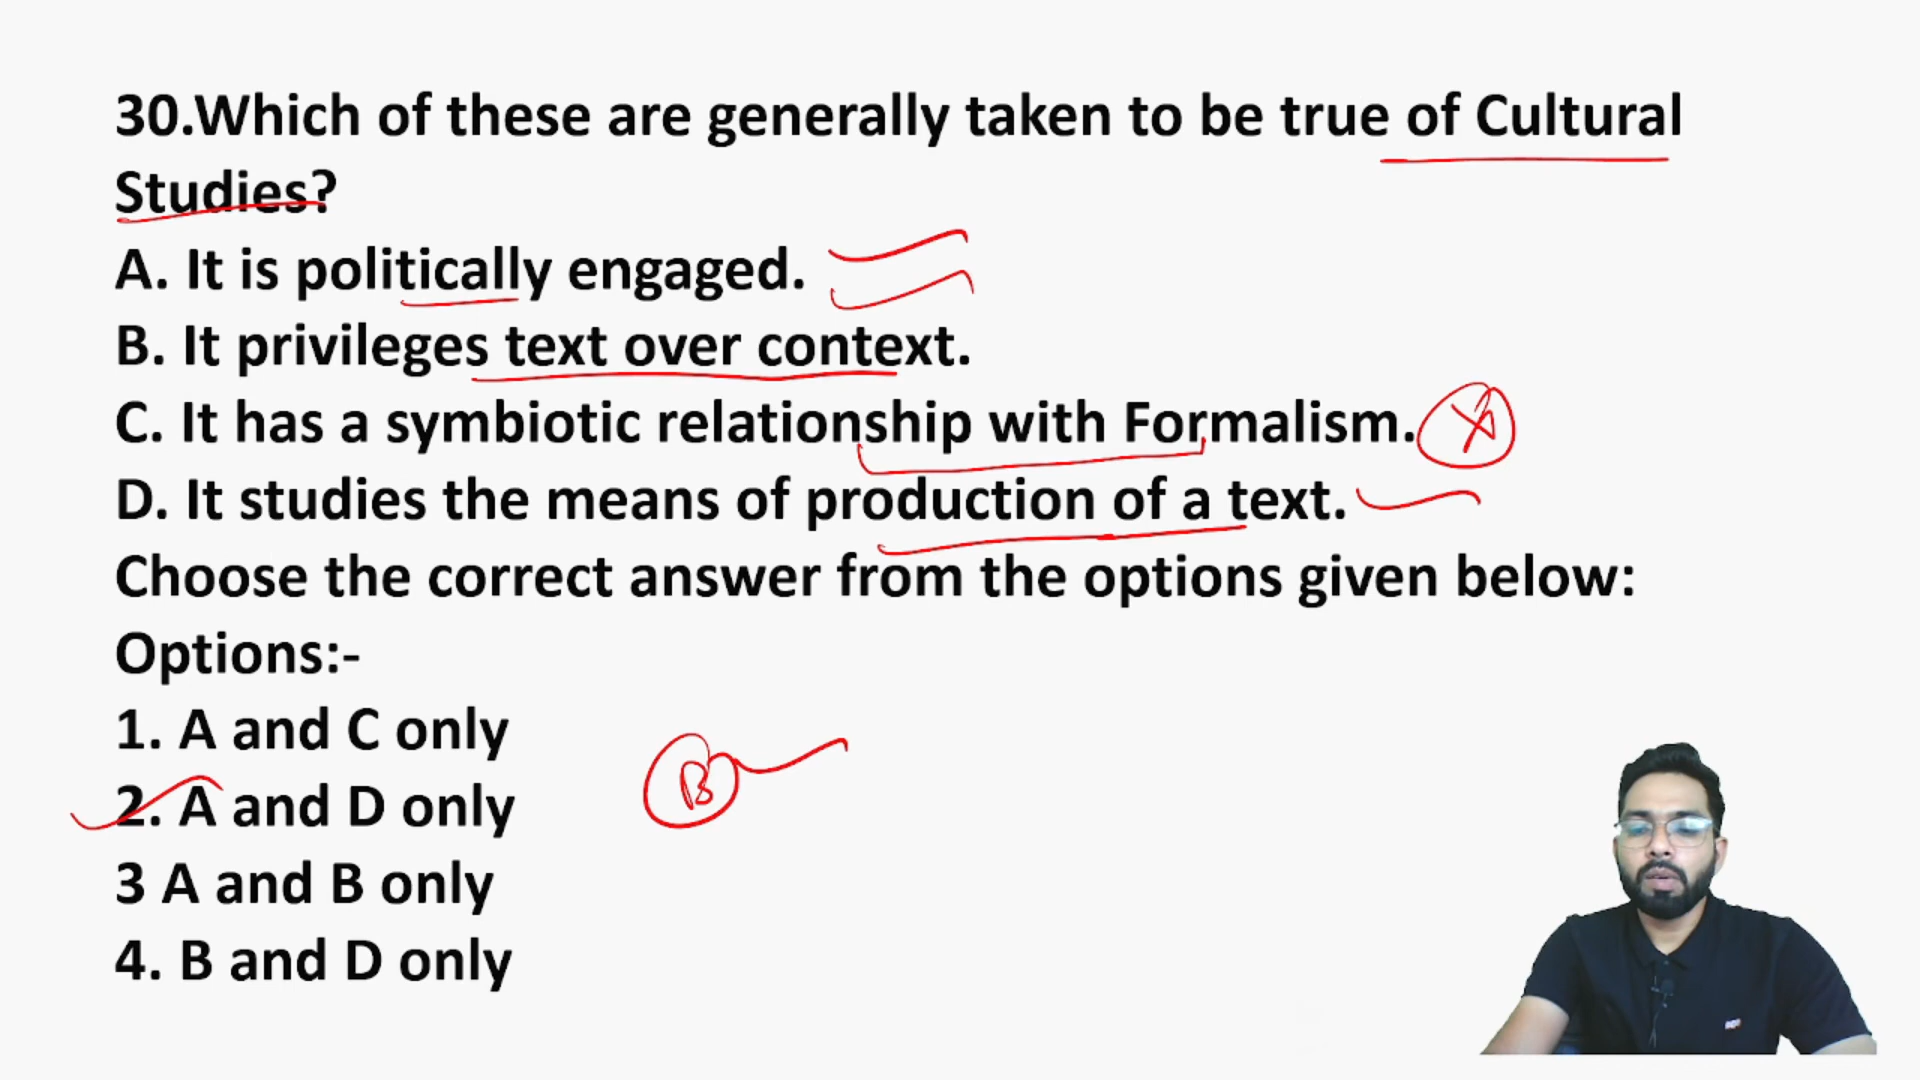 30.Which of these are generally taken to be true of Cultural
Studies?
A. It is politically engaged.
B. It privileges text over context.
C. It has a symbiotic relationship with Formalism.
D. It studies the means of production of a text.
Choose the correct answer from the options given below:
Options:-
1. A and C only
2. A and D only
B
3 A and B only
4. B and D only